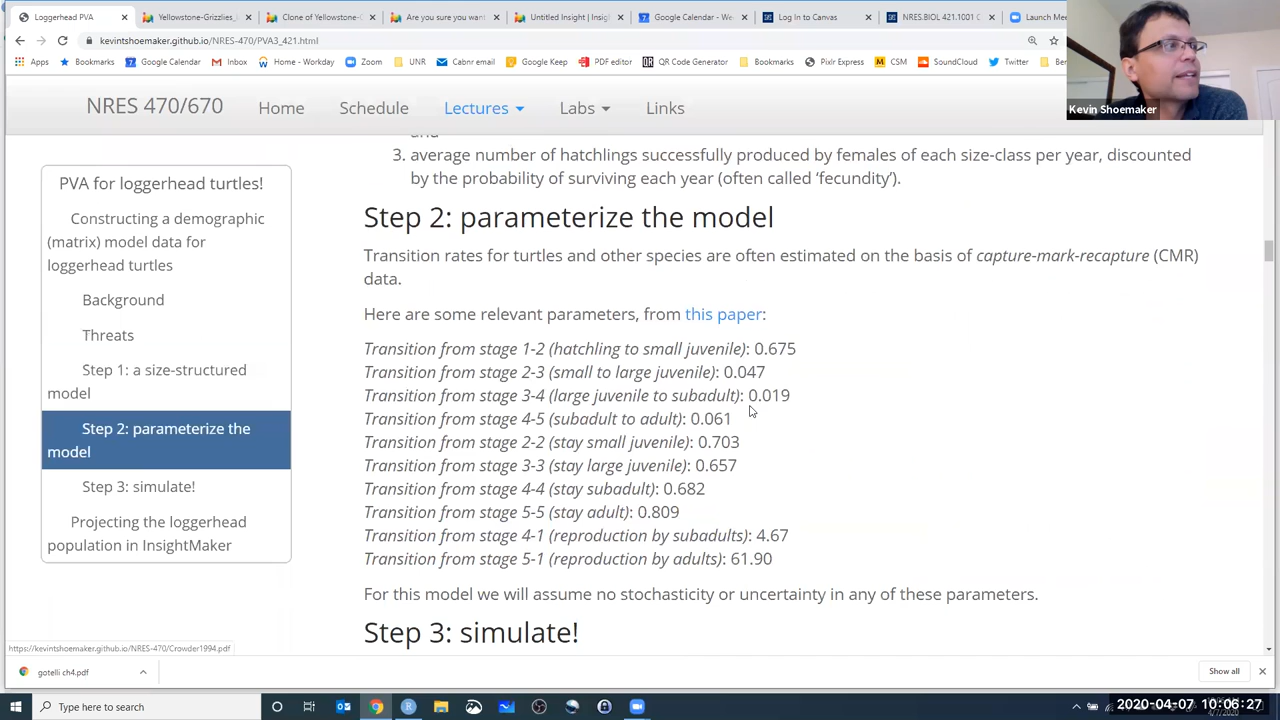 Loggerhead PVA
Yellowstone-Grizzlies_
Clone of Yellowstone-
Are you sure you want
Untitled Insight | Insig
Google Calendar - We
Log In to Canvas
NRES.BIOL 421.1001 C
Launch Mee
kevintshoemaker.github.io/NRES-470/PVA3_421.html
Apps
Bookmarks
Google Calendar
Inbox
Home - Workday
Zoom
UNR
Cabnr email
Google Keep
PDF editor
QR Code Generator
Bookmarks
Pixlr Express
CSM
SoundCloud
Twitter
Ber
Kevin Shoemaker
NRES 470/670
Home
Schedule
Lectures
Labs
Links
PVA for loggerhead turtles!
Constructing a demographic
(matrix) model data for
loggerhead turtles
Background
Threats
Step 1: a size-structured
model
Step 2: parameterize the
model
Step 3: simulate!
Projecting the loggerhead
population in InsightMaker
and
3. average number of hatchlings successfully produced by females of each size-class per year, discounted
by the probability of surviving each year (often called ‘fecundity’).
Step 2: parameterize the model
Transition rates for turtles and other species are often estimated on the basis of capture-mark-recapture (CMR)
data.
Here are some relevant parameters, from this paper:
Transition from stage 1-2 (hatchling to small juvenile): 0.675
Transition from stage 2-3 (small to large juvenile): 0.047
Transition from stage 3-4 (large juvenile to subadult): 0.019
Transition from stage 4-5 (subadult to adult): 0.061
Transition from stage 2-2 (stay small juvenile): 0.703
Transition from stage 3-3 (stay large juvenile): 0.657
Transition from stage 4-4 (stay subadult): 0.682
Transition from stage 5-5 (stay adult): 0.809
Transition from stage 4-1 (reproduction by subadults): 4.67
Transition from stage 5-1 (reproduction by adults): 61.90
For this model we will assume no stochasticity or uncertainty in any of these parameters.
Step 3: simulate!
https://kevintshoemaker.github.io/NRES-470/Crowder1994.pdf
gotelli ch4.pdf
Show all
Type here to search
2020-04-07 10:06:27